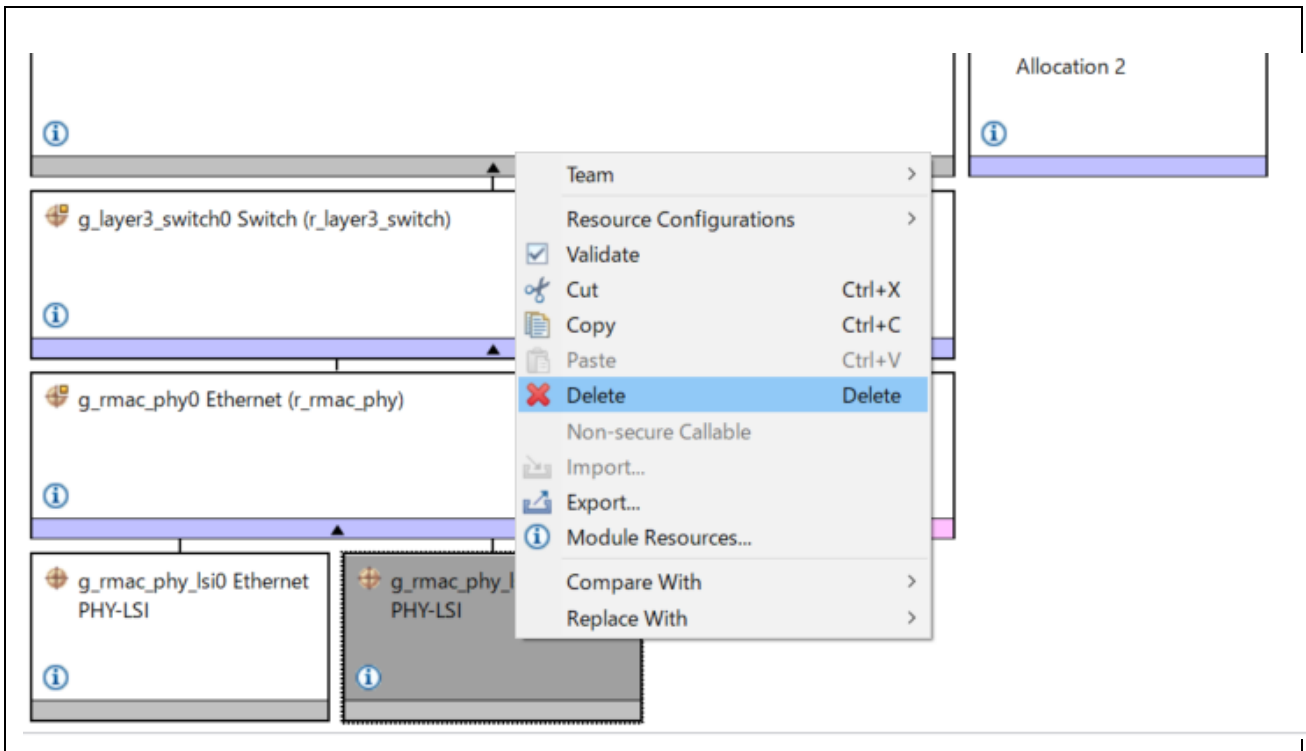 Allocation 2
g_layer3_switch0 Switch (r_layer3_switch)
g_rmac_phy0 Ethernet (r_rmac_phy)
g_rmac_phy_lsi0 Ethernet
PHY-LSI
g_rmac_phy_l
PHY-LSI
Team
Resource Configurations
Validate
Cut Ctrl+X
Copy Ctrl+C
Paste Ctrl+V
Delete Delete
Non-secure Callable
Import...
Export...
Module Resources...
Compare With
Replace With